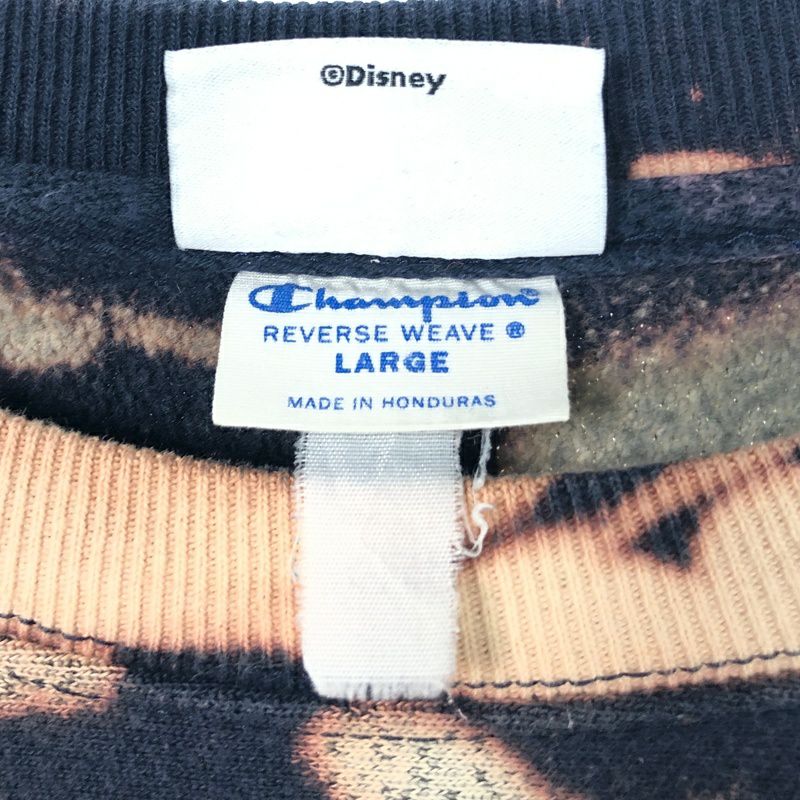 ©Disney
Champion
REVERSE WEAVE ®
LARGE
MADE IN HONDURAS